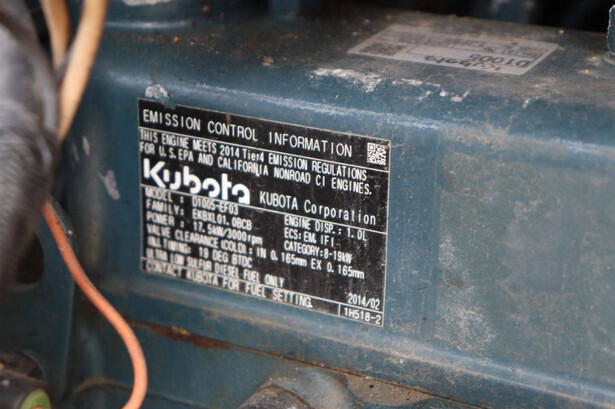 Kubota
D1005
EMISSION CONTROL INFORMATION
THIS ENGINE MEETS 2014 Tier4 EMISSION REGULATIONS
FOR U.S.EPA AND CALIFORNIA NONROAD CI ENGINES.
Kubota KUBOTA Corporation
MODEL: D1005-EF03 ENGINE DISP.: 1.0L
FAMILY: EKBXL01.0BCB ECS: EM, IFI
POWER: 17.5kW/3000rpm CATEGORY: 8-19kW
VALVE CLEARANCE(COLD): IN 0.165mm EX 0.165mm
TIMING: 19 DEG BTDC
ULTRA LOW SULFUR DIESEL FUEL ONLY
CONTACT KUBOTA FOR FUEL SETTING. 2014/02
1H518-2